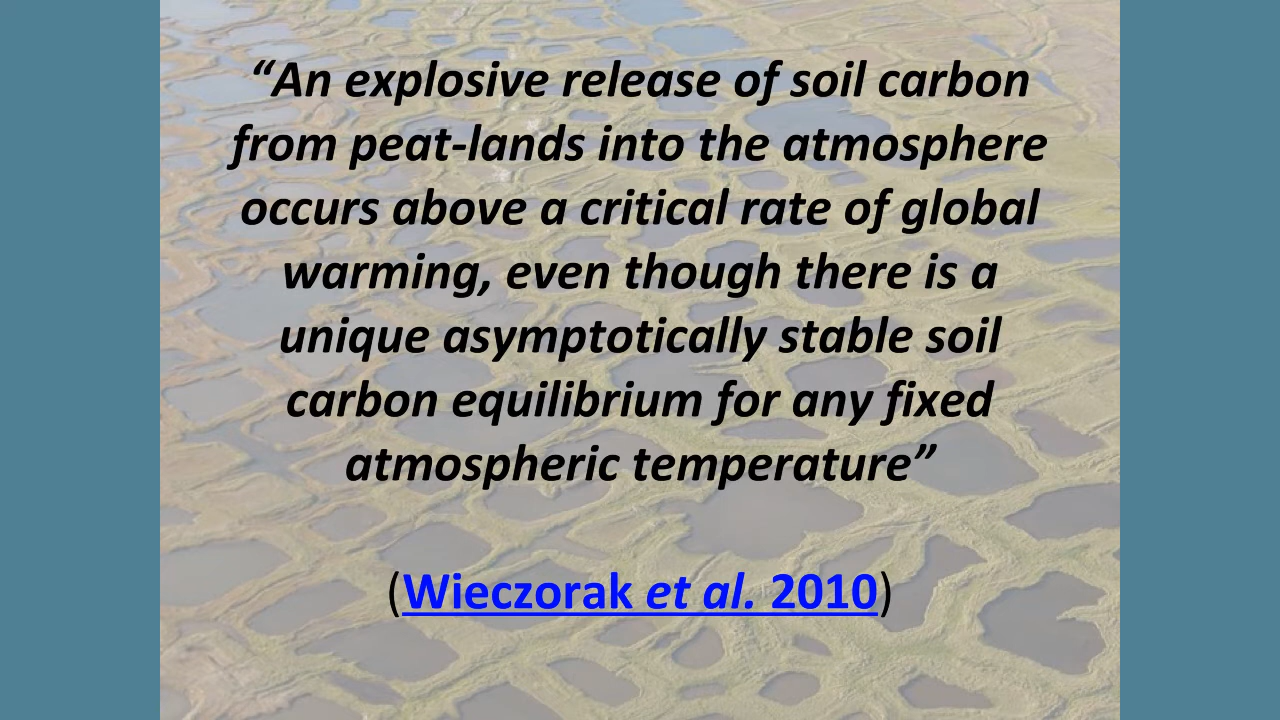 “An explosive release of soil carbon
from peat-lands into the atmosphere
occurs above a critical rate of global
warming, even though there is a
unique asymptotically stable soil
carbon equilibrium for any fixed
atmospheric temperature”
(Wieczorak et al. 2010)